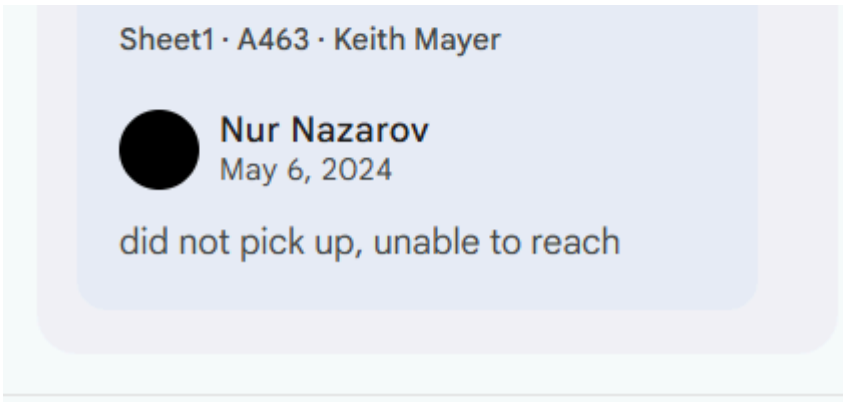 Sheet1 · A463 · Keith Mayer
Nur Nazarov
May 6, 2024
did not pick up, unable to reach